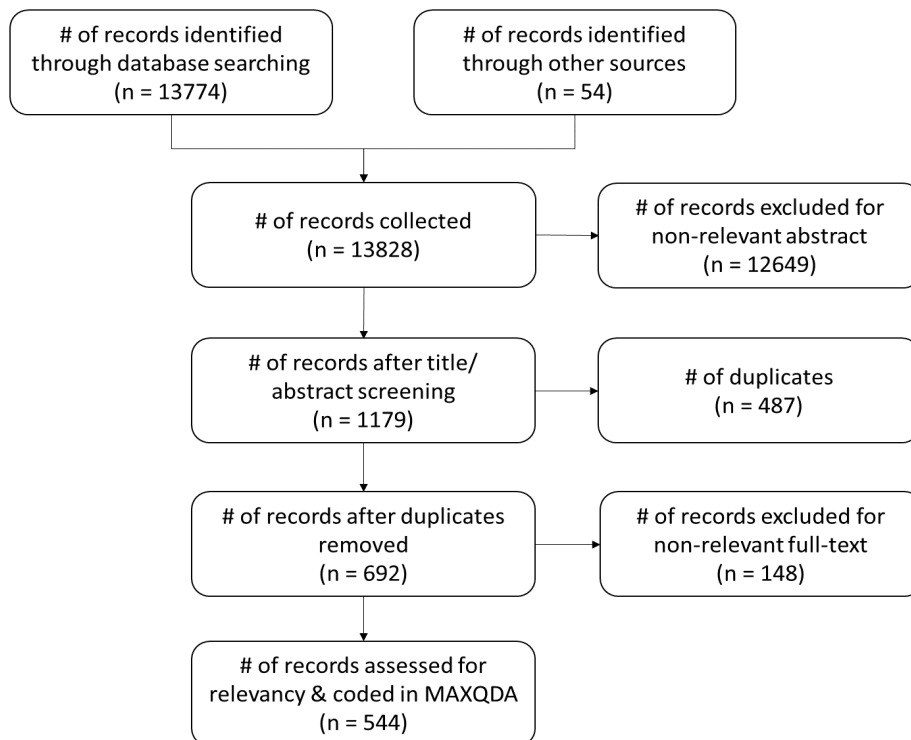 # of records identified
through database searching
(n = 13774)
# of records identified
through other sources
(n = 54)
# of records collected
(n = 13828)
# of records excluded for
non-relevant abstract
(n = 12649)
# of records after title/
abstract screening
(n = 1179)
# of duplicates
(n = 487)
# of records after duplicates
removed
(n = 692)
# of records excluded for
non-relevant full-text
(n = 148)
# of records assessed for
relevancy & coded in MAXQDA
(n = 544)